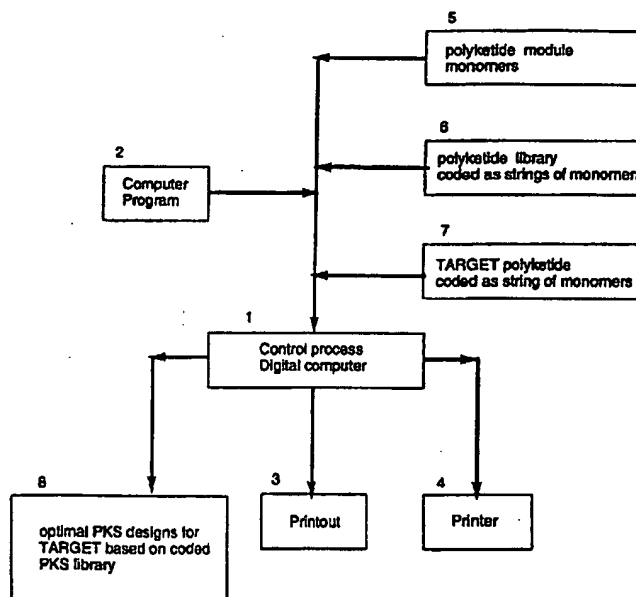 5
polyketide module
monomers
6
polyketide library
coded as strings of monomers
2
Computer
Program
7
TARGET polyketide
coded as string of monomers
1
Control process
Digital computer
8
optimal PKS designs for
TARGET based on coded
PKS library
3
Printout
4
Printer